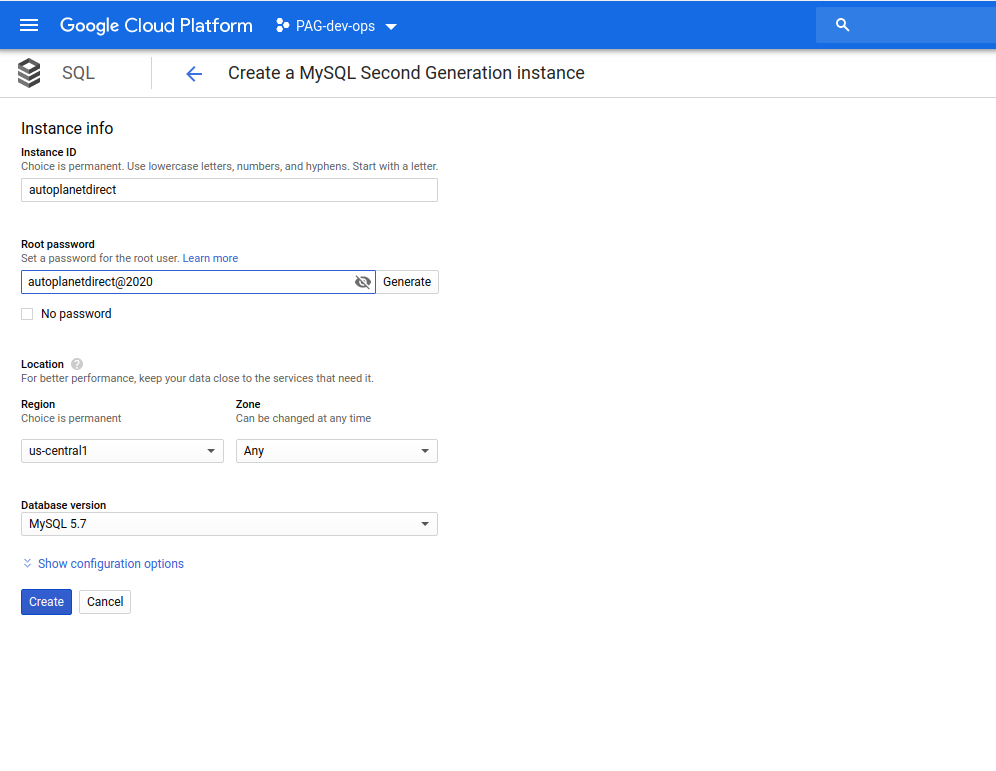 Google Cloud Platform PAG-dev-ops
SQL Create a MySQL Second Generation instance
Instance info
Instance ID
Choice is permanent. Use lowercase letters, numbers, and hyphens. Start with a letter.
autoplanetdirect
Root password
Set a password for the root user. Learn more
autoplanetdirect@2020 Generate
No password
Location ?
For better performance, keep your data close to the services that need it.
Region Zone
Choice is permanent Can be changed at any time
us-central1 Any
Database version
MySQL 5.7
Show configuration options
Create Cancel